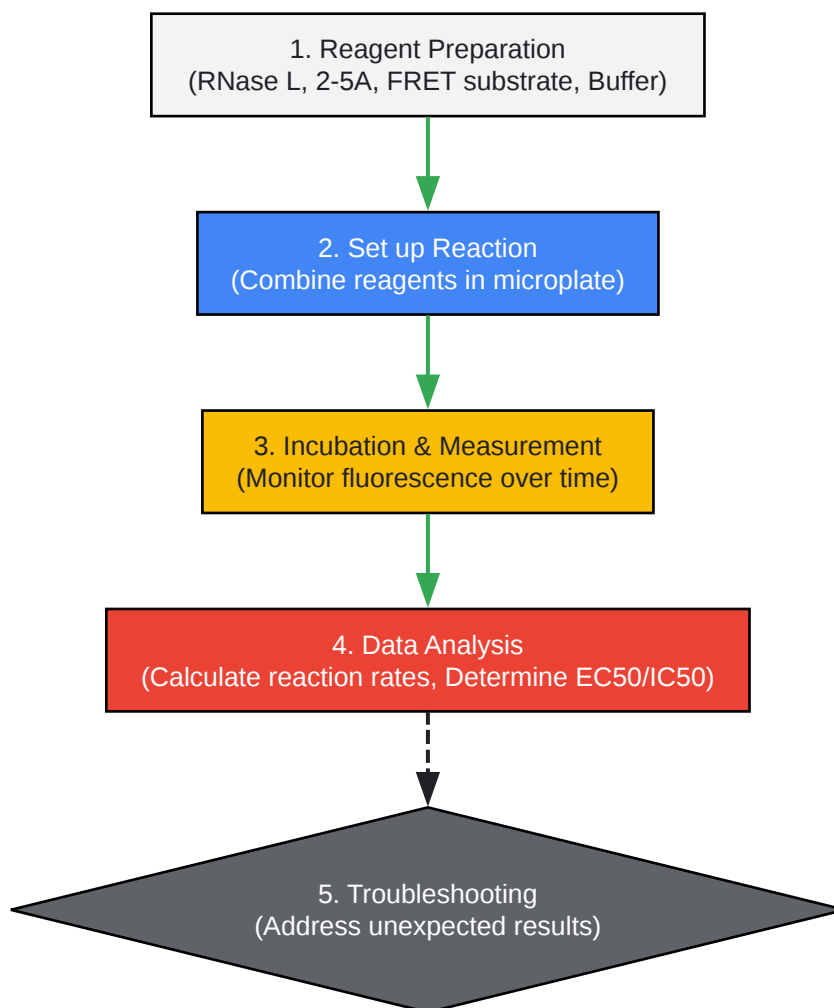 1. Reagent Preparation
(RNase L, 2-5A, FRET substrate, Buffer)
2. Set up Reaction
(Combine reagents in microplate)
3. Incubation & Measurement
(Monitor fluorescence over time)
4. Data Analysis
(Calculate reaction rates, Determine EC50/IC50)
5. Troubleshooting
(Address unexpected results)